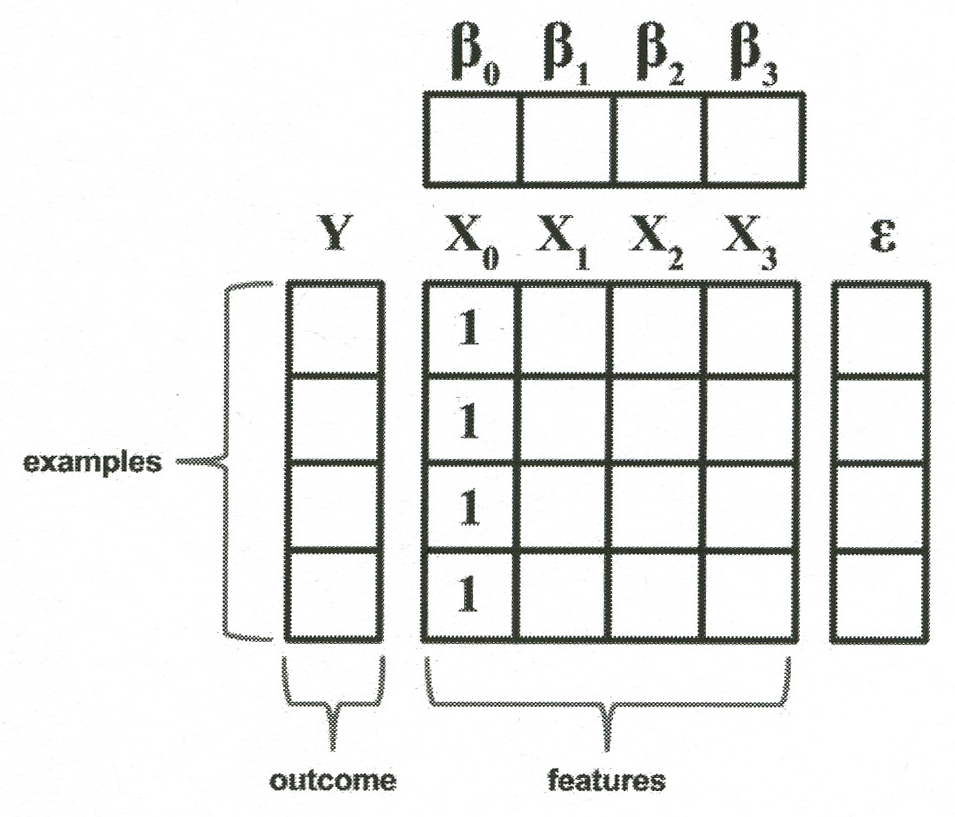 β₀ β₁ β₂ β₃
Y X₀ X₁ X₂ X₃ ε
1
1
examples
1
1
outcome features